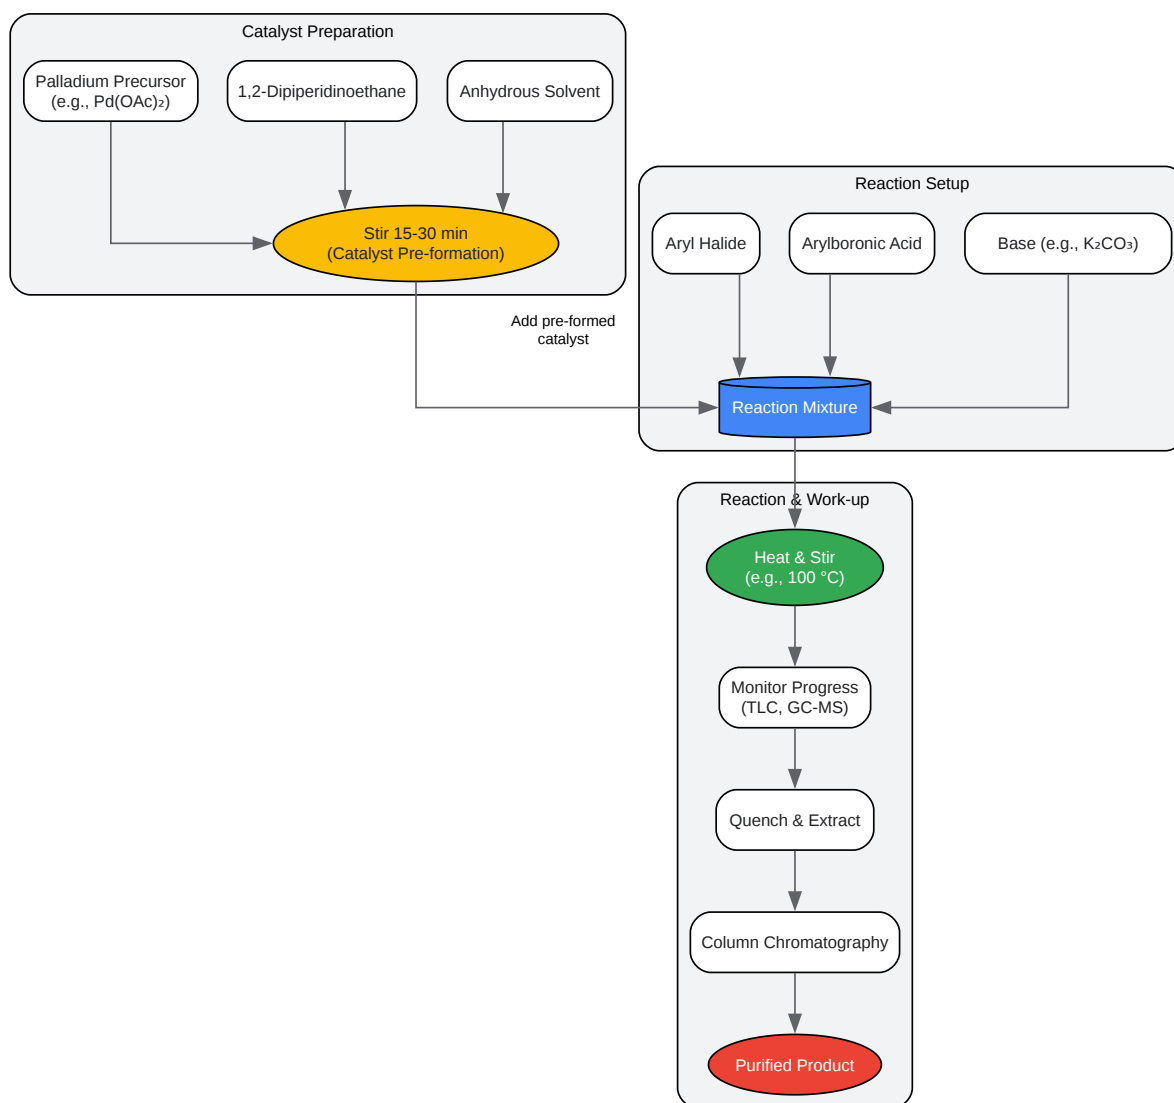 Catalyst Preparation
Palladium Precursor
(e.g., Pd(OAc)₂)
1,2-Dipiperidinoethane
Anhydrous Solvent
Stir 15-30 min
(Catalyst Pre-formation)
Add pre-formed
catalyst
Reaction Setup
Aryl Halide
Arylboronic Acid
Base (e.g., K₂CO₃)
Reaction Mixture
Reaction & Work-up
Heat & Stir
(e.g., 100 °C)
Monitor Progress
(TLC, GC-MS)
Quench & Extract
Column Chromatography
Purified Product